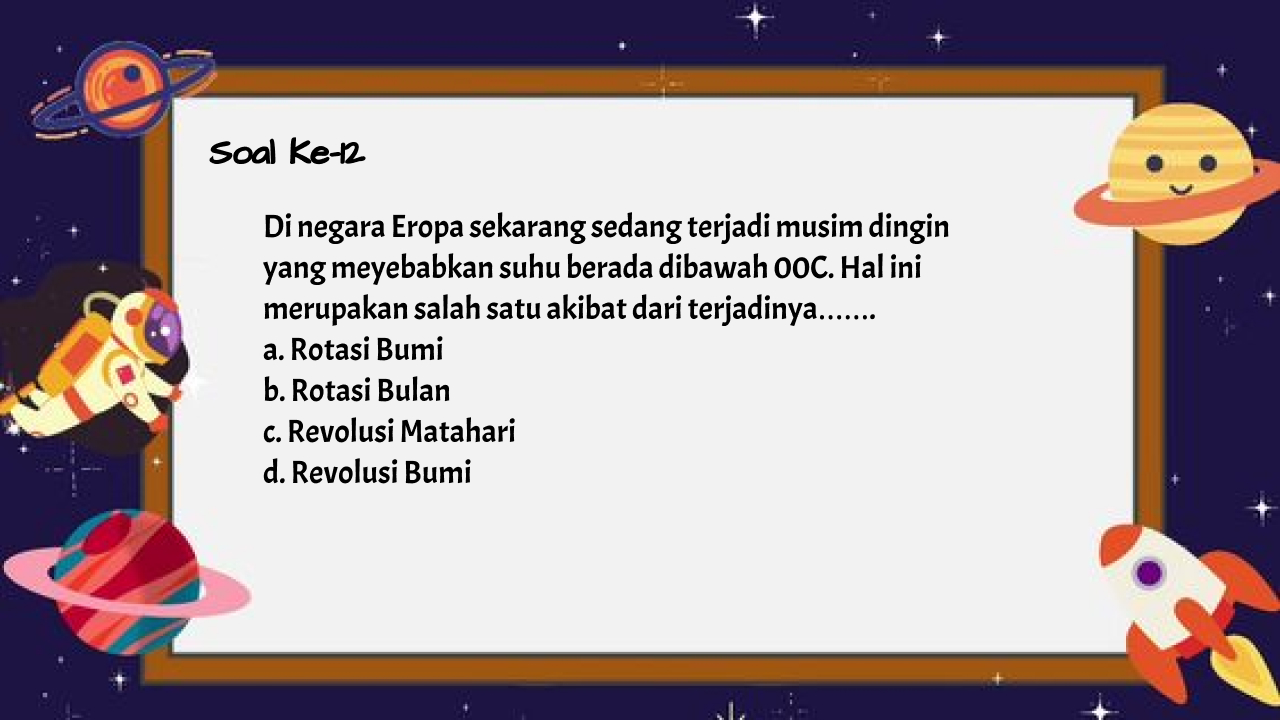 Soal Ke-12
Di negara Eropa sekarang sedang terjadi musim dingin
yang meyebabkan suhu berada dibawah 00C. Hal ini
merupakan salah satu akibat dari terjadinya.......
a. Rotasi Bumi
b. Rotasi Bulan
c. Revolusi Matahari
d. Revolusi Bumi